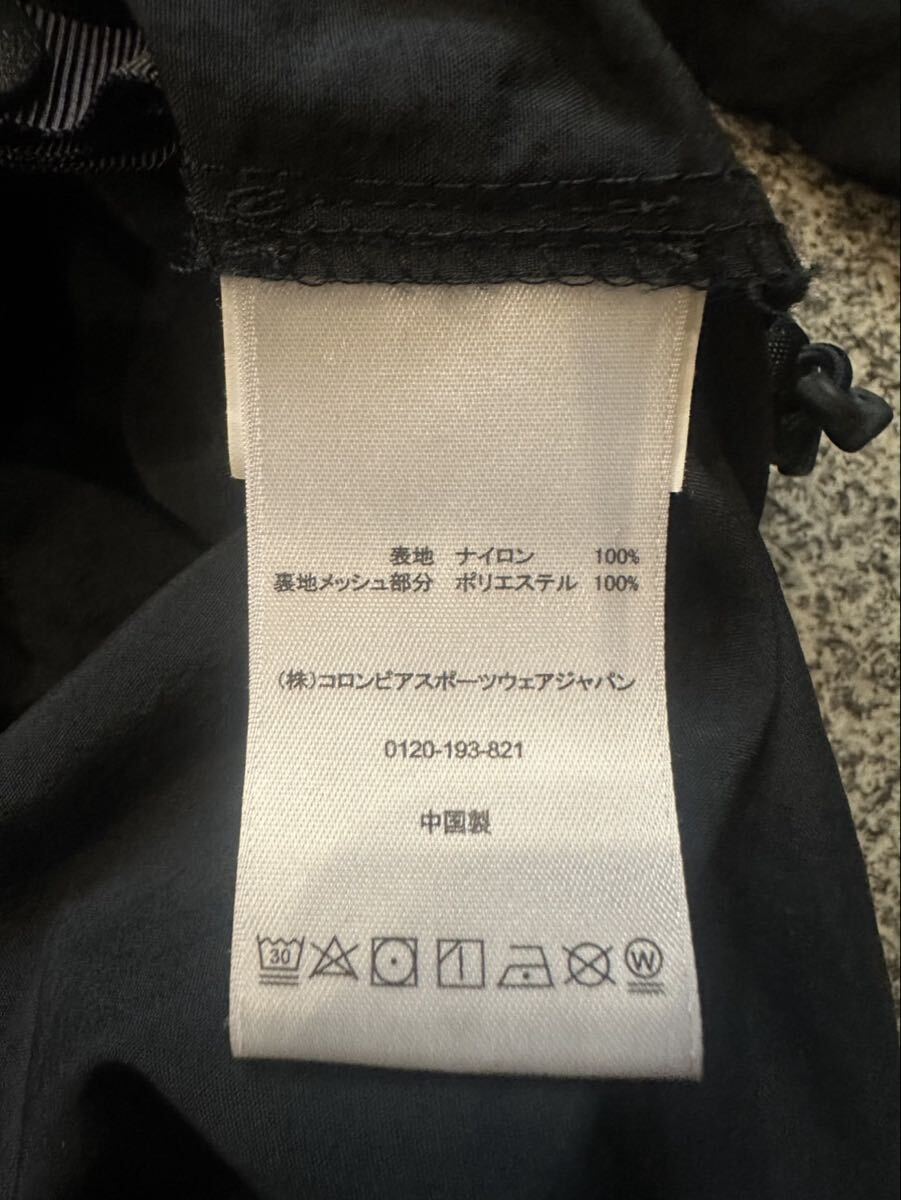 表地 ナイロン 100%
裏地メッシュ部分 ポリエステル 100%
(株)コロンビアスポーツウェアジャパン
0120-193-821
中国製
30 W